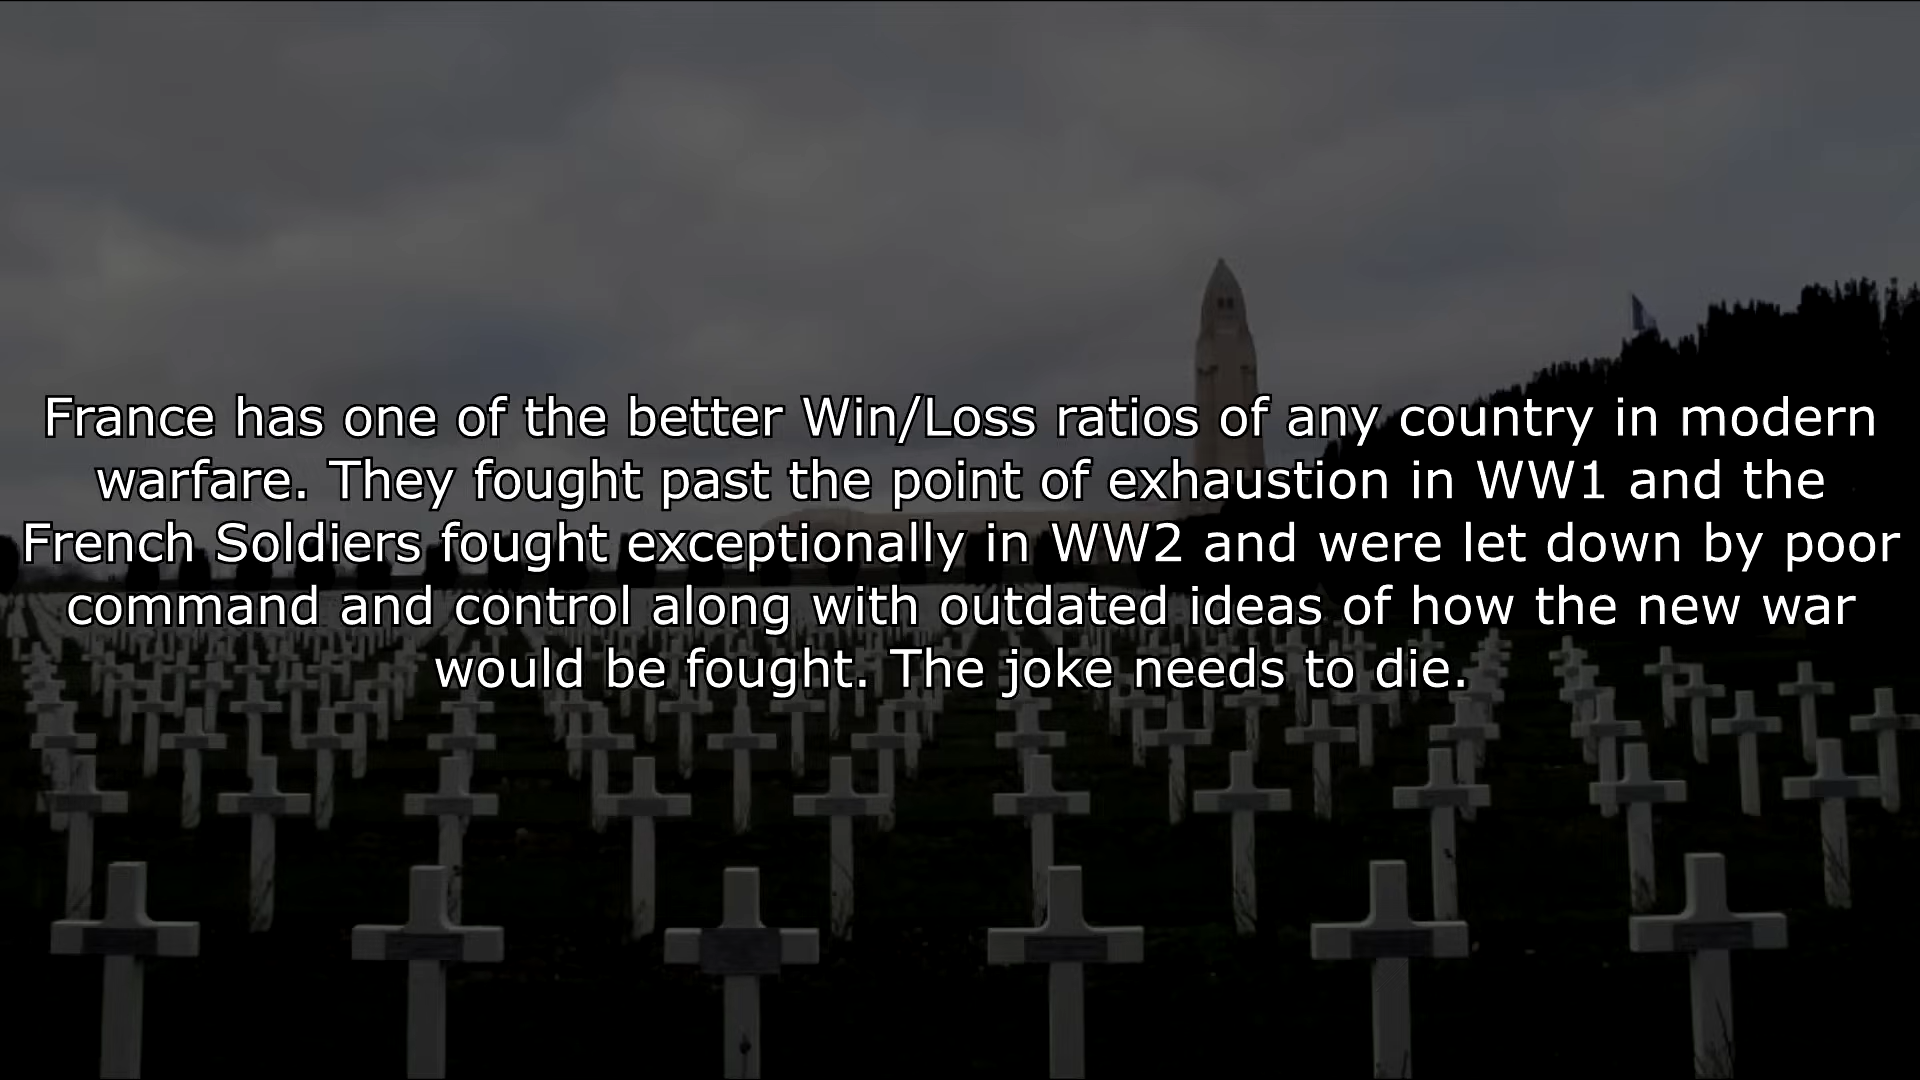 France has one of the better Win/Loss ratios of any country in modern
warfare. They fought past the point of exhaustion in WW1 and the
French Soldiers fought exceptionally in WW2 and were let down by poor
command and control along with outdated ideas of how the new war
would be fought. The joke needs to die.